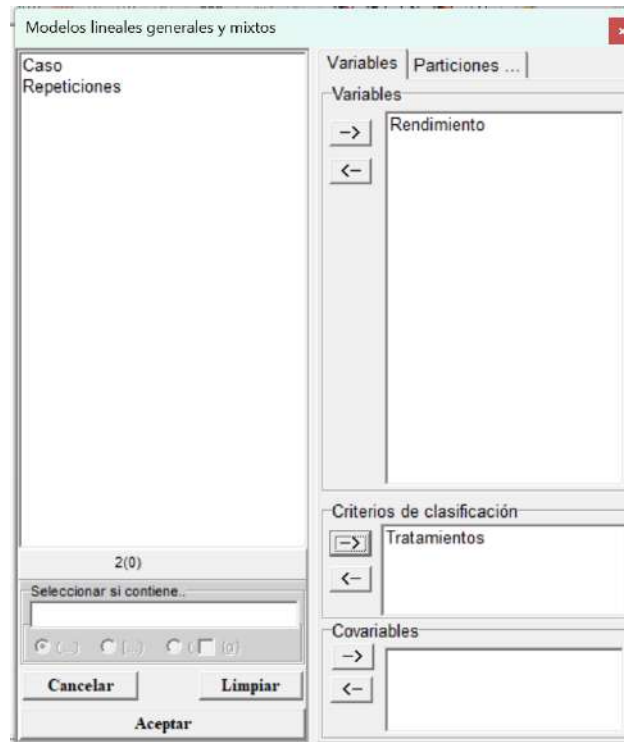 Modelos lineales generales y mixtos
x
Caso
Repeticiones
2(0)
Seleccionar si contiene..
Cancelar
Limpiar
Aceptar
Variables
Particiones ...
Variables
->
<-
Rendimiento
Criterios de clasificación
->
<-
Tratamientos
Covariables
->
<-